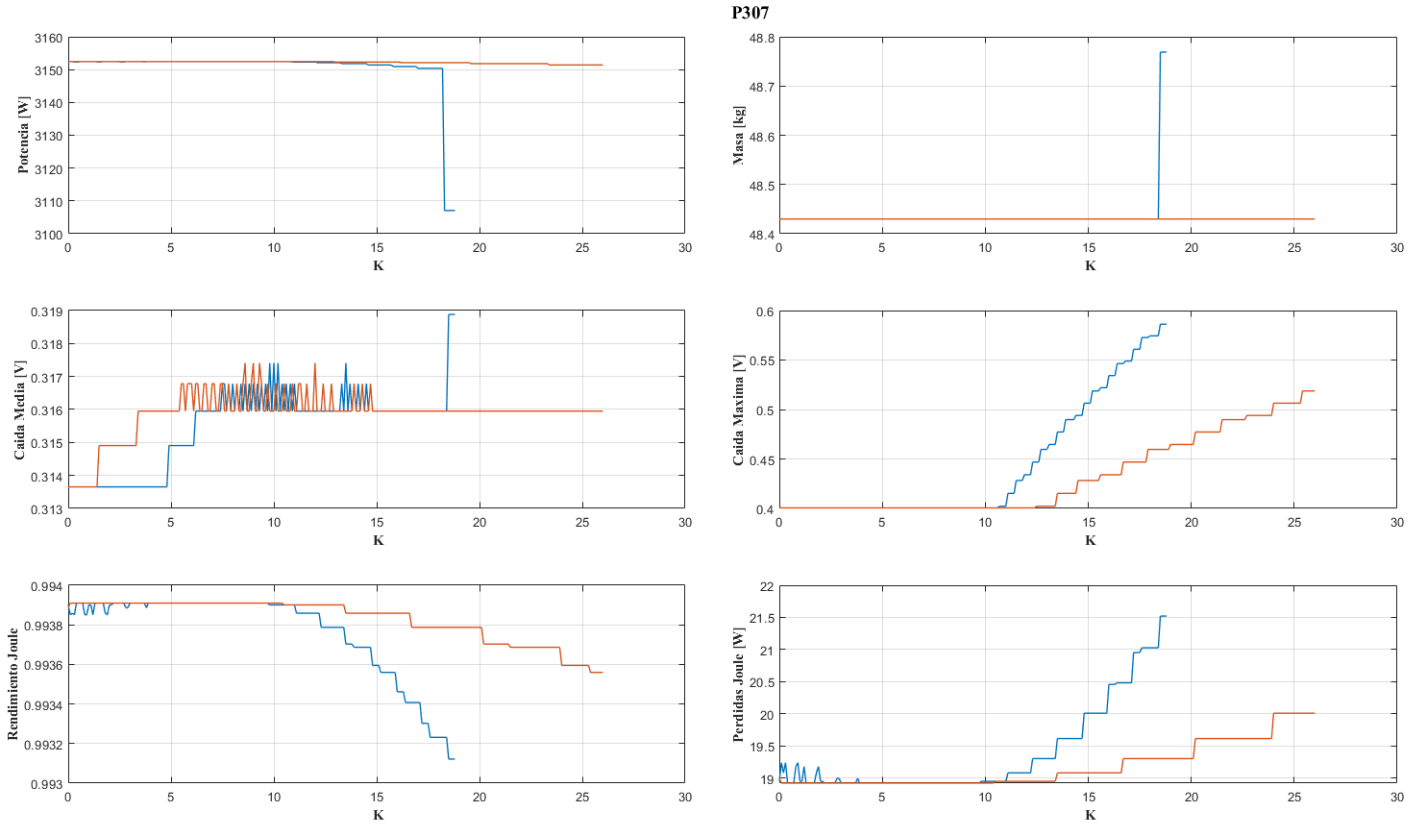 P307
3160
3150
3140
3130
3120
3110
3100
Potencia [W]
0 5 10 15 20 25 30
K
48.8
48.7
48.6
48.5
48.4
Masa [kg]
0 5 10 15 20 25 30
K
0.319
0.318
0.317
0.316
0.315
0.314
0.313
Caida Media [V]
0 5 10 15 20 25 30
K
0.6
0.55
0.5
0.45
0.4
Caida Maxima [V]
0 5 10 15 20 25 30
K
0.994
0.9938
0.9936
0.9934
0.9932
0.993
Rendimiento Joule
0 5 10 15 20 25 30
K
22
21.5
21
20.5
20
19.5
19
Perdidas Joule [W]
0 5 10 15 20 25 30
K